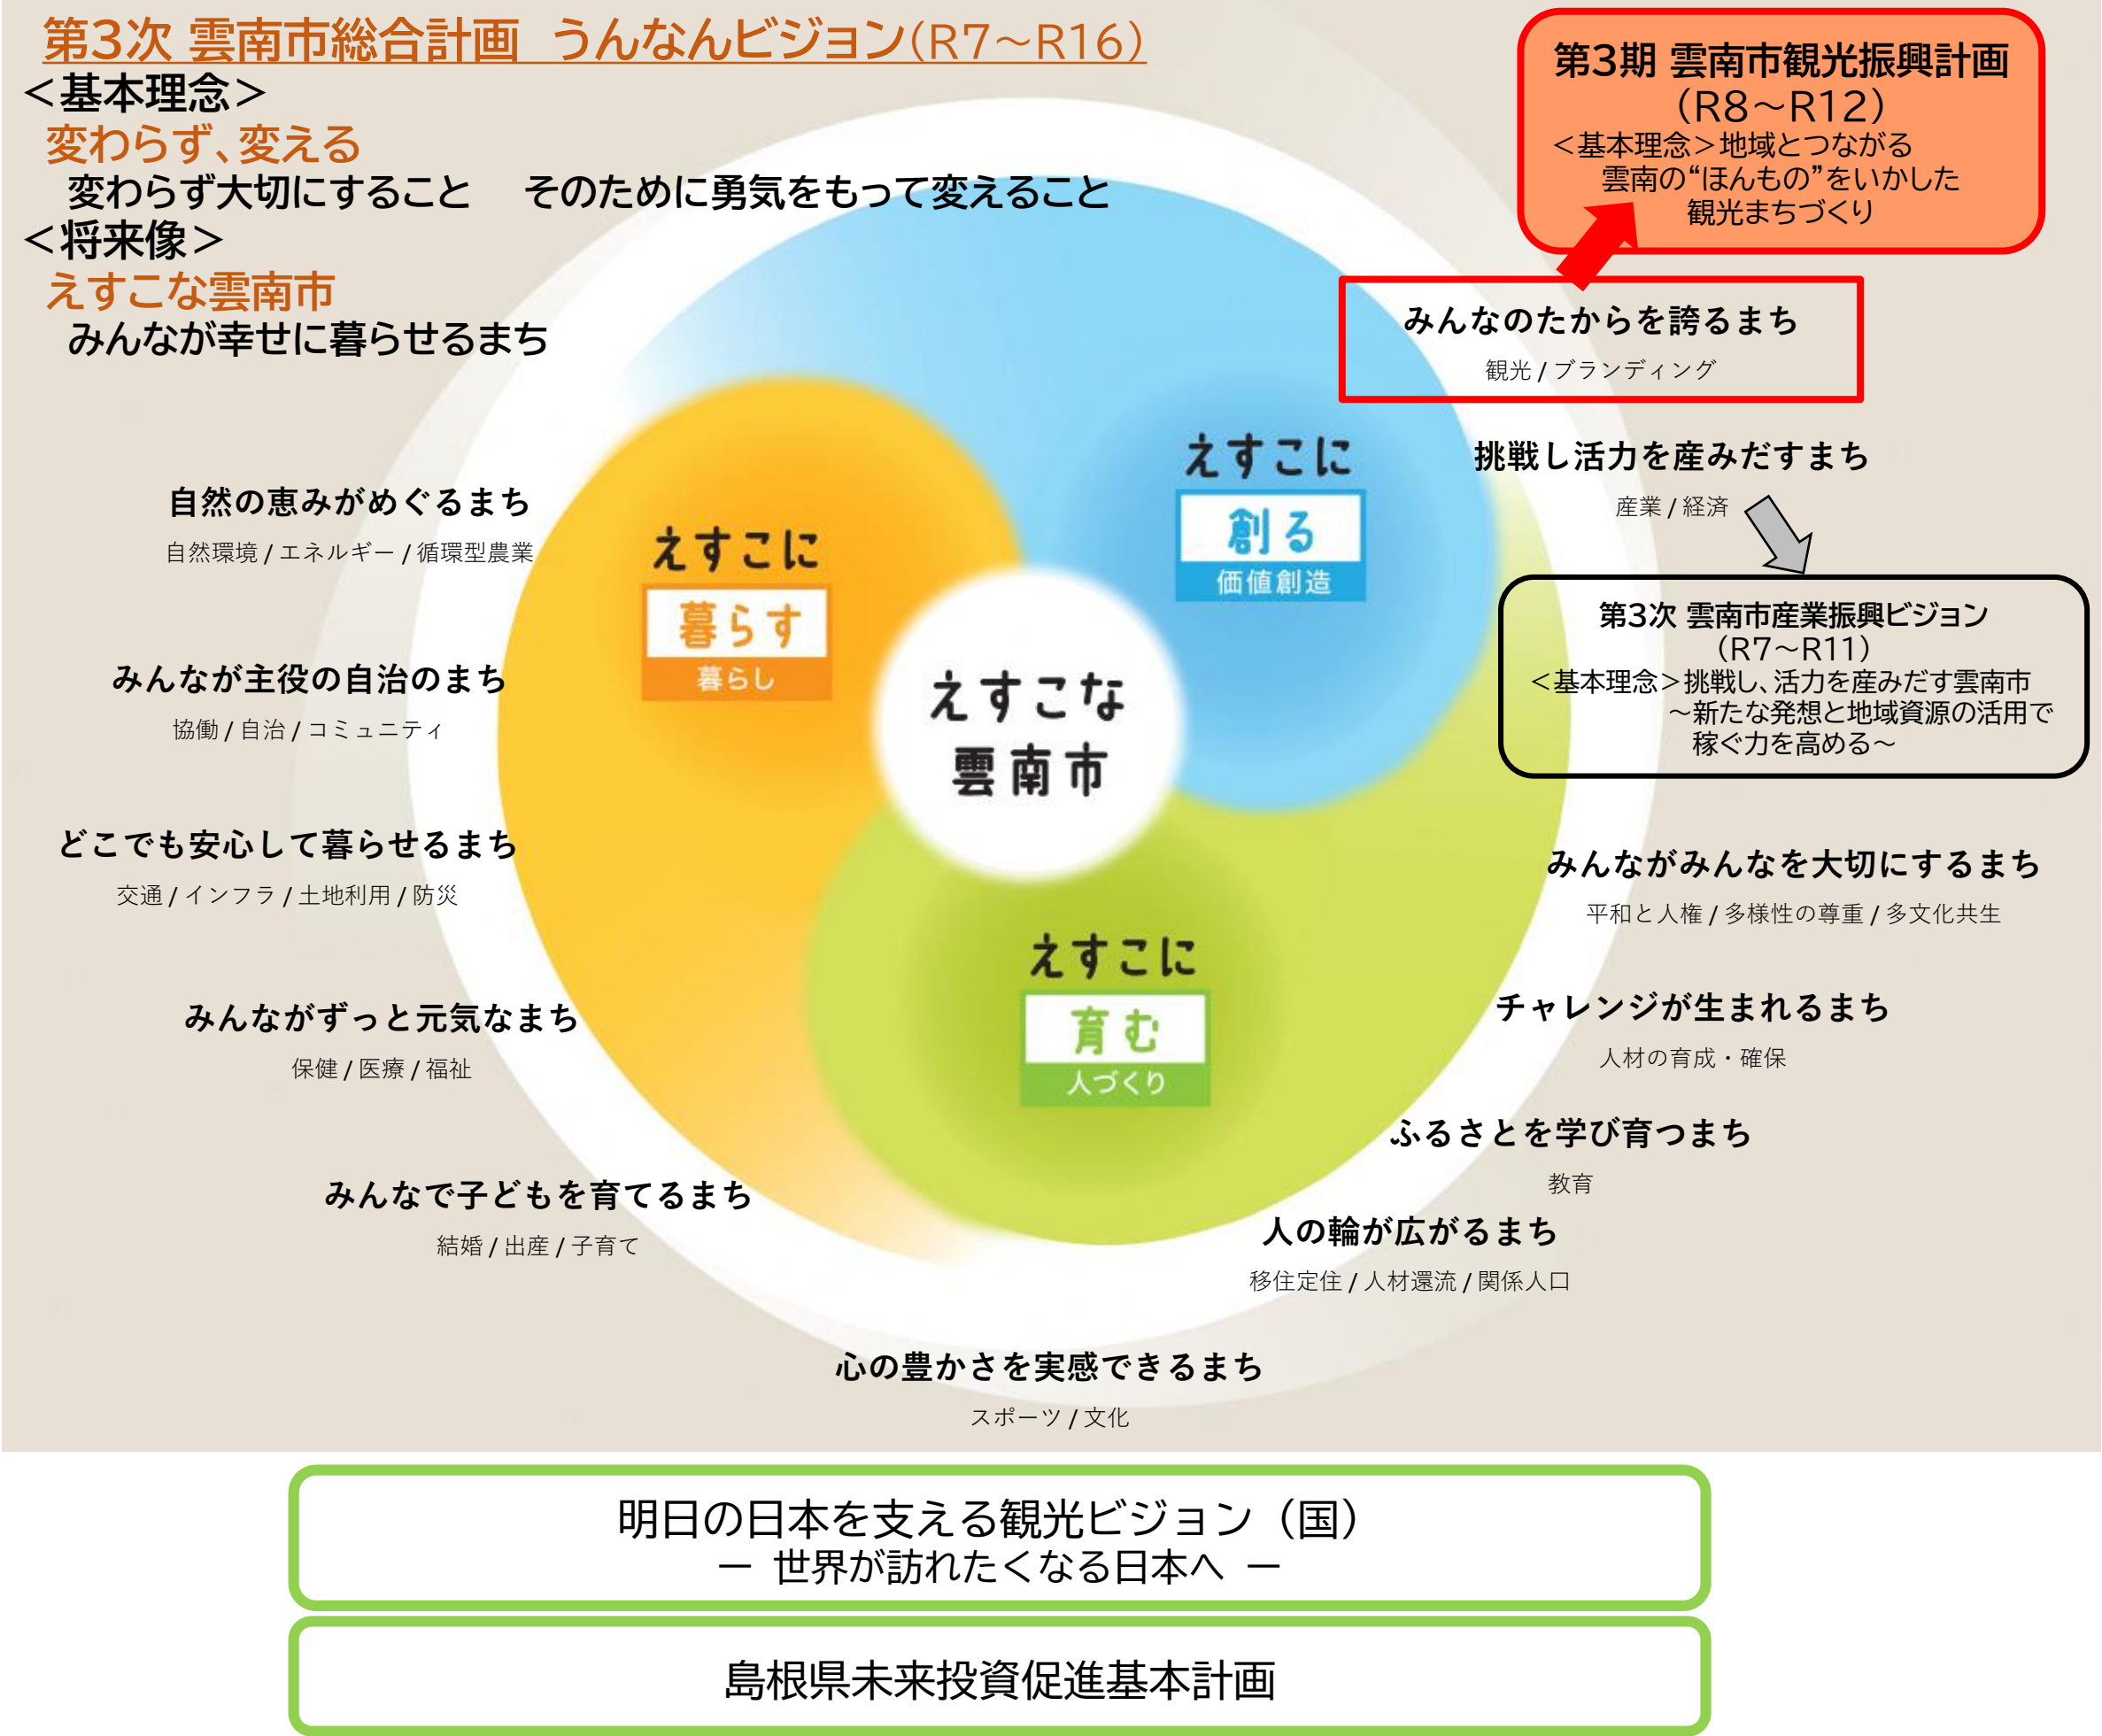 第3次 雲南市総合計画　うんなんビジョン(R7～R16)
＜基本理念＞
変わらず、変える
変わらず大切にすること　そのために勇気をもって変えること
＜将来像＞
えすこな雲南市
みんなが幸せに暮らせるまち
第3期 雲南市観光振興計画
（R8～R12）
＜基本理念＞地域とつながる
雲南の“ほんもの”をいかした
観光まちづくり
みんなのたからを誇るまち
観光 / ブランディング
挑戦し活力を産みだすまち
産業 / 経済
第3次 雲南市産業振興ビジョン
（R7～R11）
＜基本理念＞挑戦し、活力を産みだす雲南市
～新たな発想と地域資源の活用で
稼ぐ力を高める～
えすこに
創る
価値創造
えすこに
暮らす
暮らし
えすこな
雲南市
えすこに
育む
人づくり
自然の恵みがめぐるまち
自然環境 / エネルギー / 循環型農業
みんなが主役の自治のまち
協働 / 自治 / コミュニティ
どこでも安心して暮らせるまち
交通 / インフラ / 土地利用 / 防災
みんながずっと元気なまち
保健 / 医療 / 福祉
みんなで子どもを育てるまち
結婚 / 出産 / 子育て
みんながみんなを大切にするまち
平和と人権 / 多様性の尊重 / 多文化共生
チャレンジが生まれるまち
人材の育成・確保
ふるさとを学び育つまち
教育
人の輪が広がるまち
移住定住 / 人材還流 / 関係人口
心の豊かさを実感できるまち
スポーツ / 文化
明日の日本を支える観光ビジョン（国）
－ 世界が訪れたくなる日本へ －
島根県未来投資促進基本計画